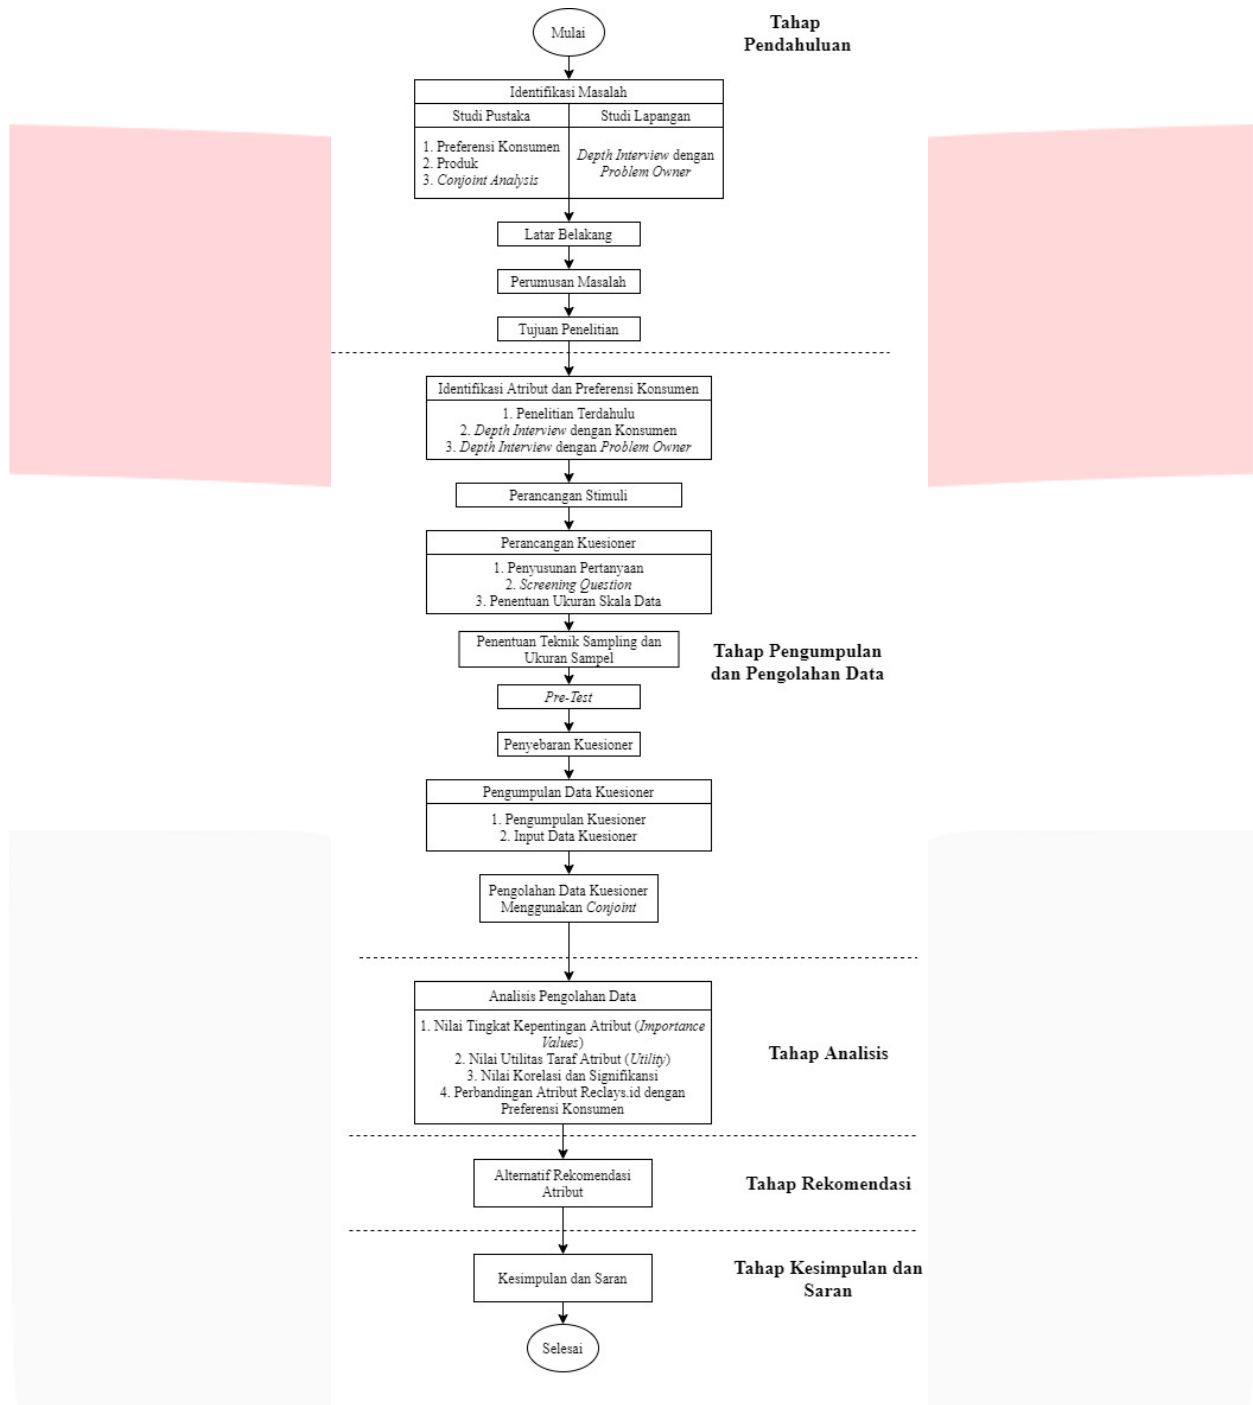 Mulai
Tahap
Pendahuluan
Identifikasi Masalah
Studi Pustaka
Studi Lapangan
1. Preferensi Konsumen
2. Produk
3. Conjoint Analysis
Depth Interview dengan
Problem Owner
Latar Belakang
Perumusan Masalah
Tujuan Penelitian
Identifikasi Atribut dan Preferensi Konsumen
1. Penelitian Terdahulu
2. Depth Interview dengan Konsumen
3. Depth Interview dengan Problem Owner
Perancangan Stimuli
Perancangan Kuesioner
1. Penyusunan Pertanyaan
2. Screening Question
3. Penentuan Ukuran Skala Data
Penentuan Teknik Sampling dan
Ukuran Sampel
Tahap Pengumpulan
dan Pengolahan Data
Pre-Test
Penyebaran Kuesioner
Pengumpulan Data Kuesioner
1. Pengumpulan Kuesioner
2. Input Data Kuesioner
Pengolahan Data Kuesioner
Menggunakan Conjoint
Analisis Pengolahan Data
1. Nilai Tingkat Kepentingan Atribut (Importance
Values)
2. Nilai Utilitas Taraf Atribut (Utility)
3. Nilai Korelasi dan Signifikansi
4. Perbandingan Atribut Reclays.id dengan
Preferensi Konsumen
Tahap Analisis
Alternatif Rekomendasi
Atribut
Tahap Rekomendasi
Kesimpulan dan Saran
Tahap Kesimpulan dan
Saran
Selesai